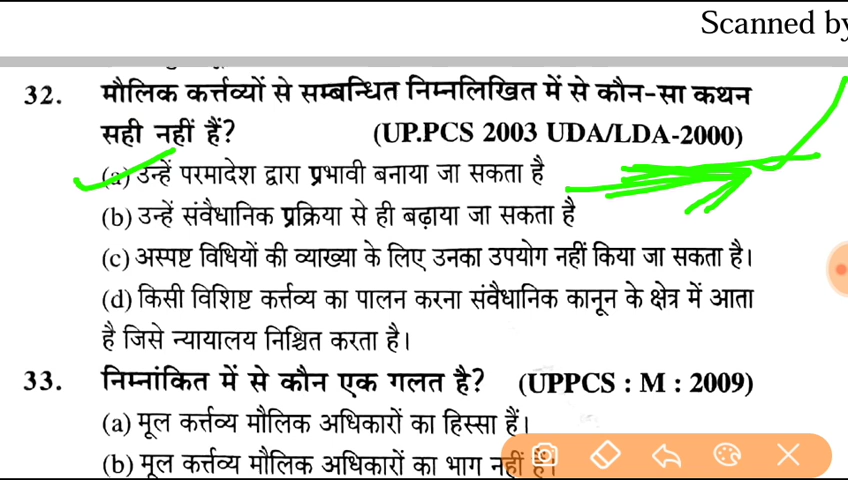 Scanned by
32. मौलिक कर्त्तव्यों से सम्बन्धित निम्नलिखित में से कौन-सा कथन
सही नहीं हैं? (UP.PCS 2003 UDA/LDA-2000)
(a) उन्हें परमादेश द्वारा प्रभावी बनाया जा सकता है
(b) उन्हें संवैधानिक प्रक्रिया से ही बढ़ाया जा सकता है
(c) अस्पष्ट विधियों की व्याख्या के लिए उनका उपयोग नहीं किया जा सकता है।
(d) किसी विशिष्ट कर्त्तव्य का पालन करना संवैधानिक कानून के क्षेत्र में आता
है जिसे न्यायालय निश्चित करता है।
33. निम्नांकित में से कौन एक गलत है? (UPPCS : M : 2009)
(a) मूल कर्त्तव्य मौलिक अधिकारों का हिस्सा हैं।
(b) मूल कर्त्तव्य मौलिक अधिकारों का भाग नहीं हैं।